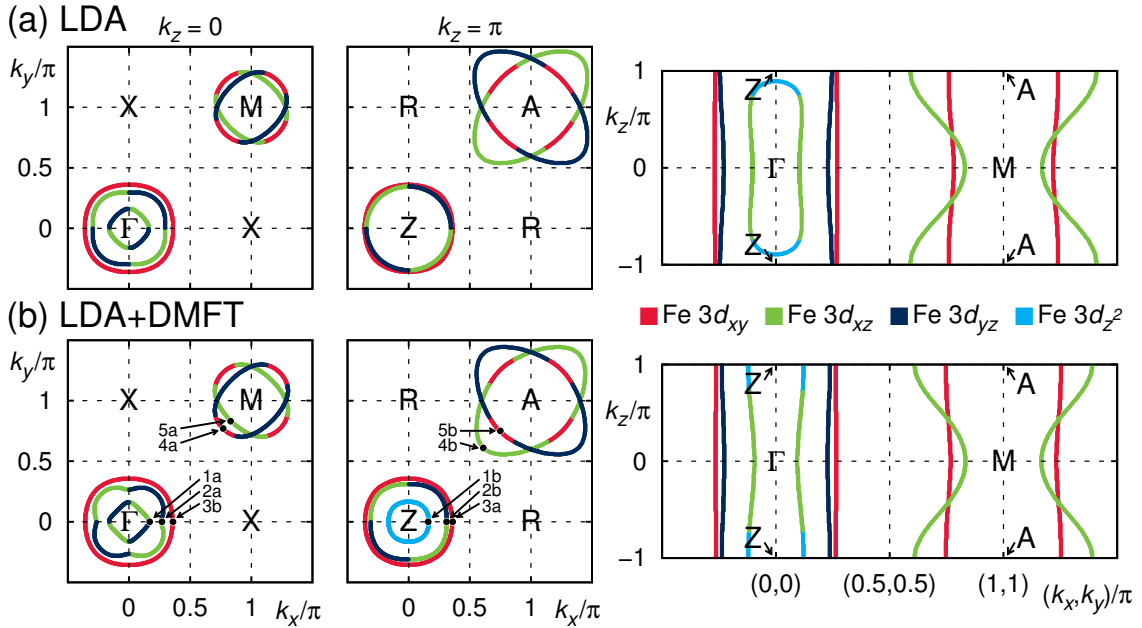 (a) LDA
k_z = 0
k_z = π
k_y/π
1
0.5
0
X
M
Γ
X
R
A
Z
R
k_z/π
1
0
−1
Z
A
Γ
M
Z
A
(b) LDA+DMFT
Fe 3d_xy Fe 3d_xz Fe 3d_yz Fe 3d_z²
k_y/π
1
0.5
0
X
M
5a
4a
1a
2a
3b
Γ
X
0 0.5 1 k_x/π
R
A
5b
4b
1b
2b
3a
Z
R
0 0.5 1 k_x/π
k_z/π
1
0
−1
Z
A
Γ
M
Z
A
(0,0) (0.5,0.5) (1,1) (k_x,k_y)/π